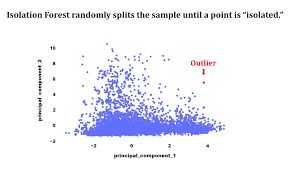 Isolation Forest randomly splits the sample until a point is “isolated.”
Outlier
principal_component_2
10
8
6
4
2
0
−2
−2
0
2
4
principal_component_1